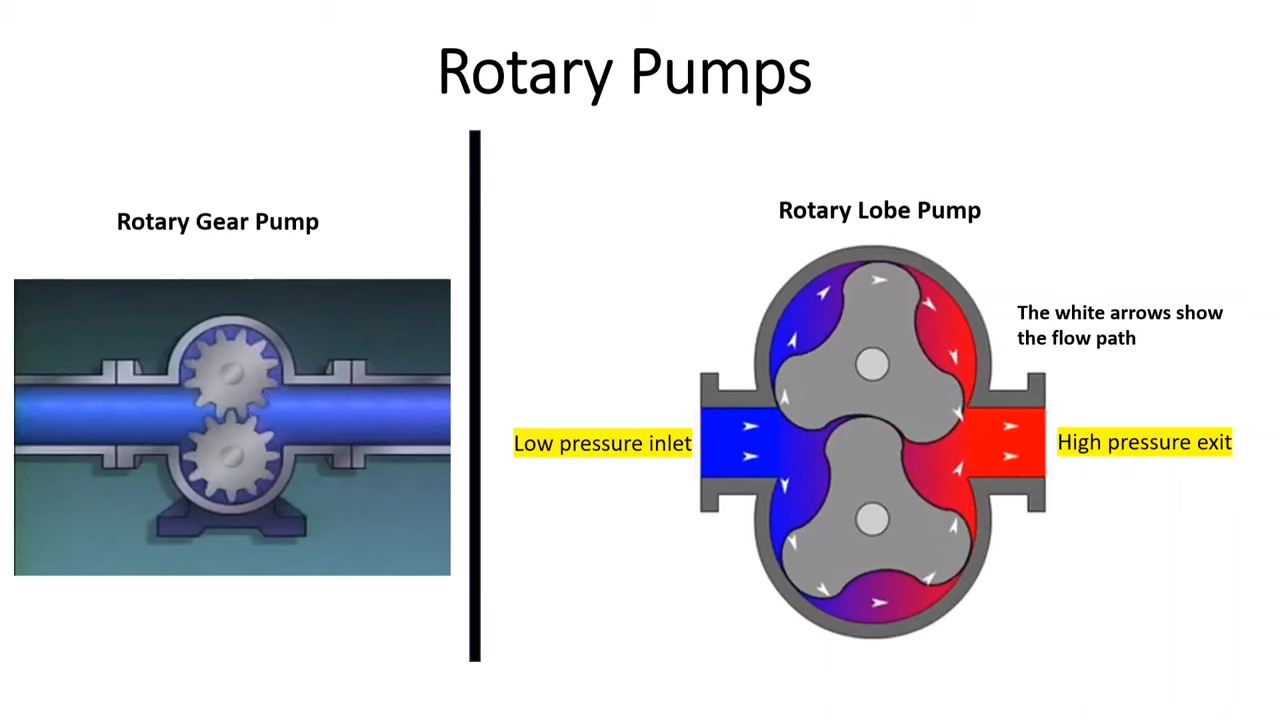 Rotary Pumps
Rotary Gear Pump
Rotary Lobe Pump
The white arrows show
the flow path
Low pressure inlet
High pressure exit